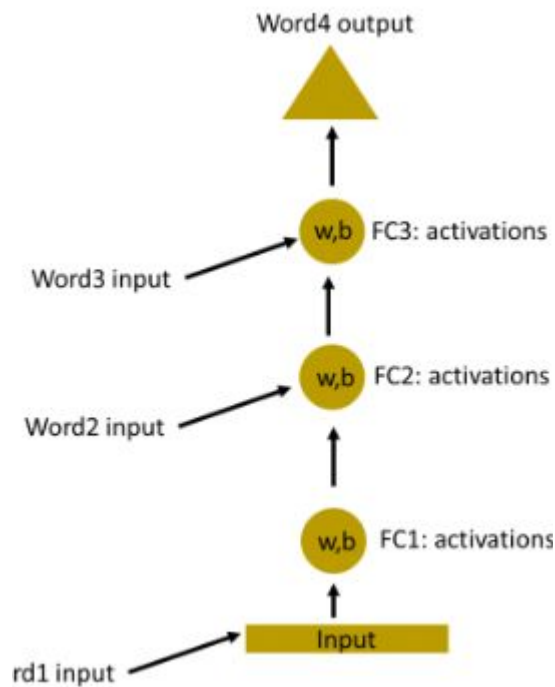 Word4 output
w,b FC3: activations
Word3 input
w,b FC2: activations
Word2 input
w,b FC1: activations
Input
rd1 input